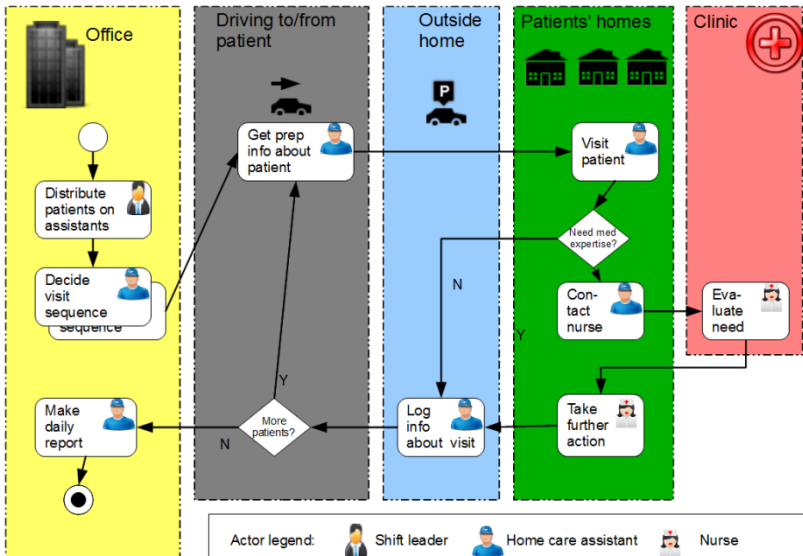 Office
Driving to/from
patient
Outside
home
Patients' homes
Clinic
P
Get prep
info about
patient
Visit
patient
Distribute
patients on
assistants
Need med
expertise?
Decide
visit
sequence
sequence
N
Con-
tact
nurse
Eva-
luate
need
Y
Y
Make
daily
report
More
patients?
N
Log
info
about visit
Take
further
action
Actor legend:
Shift leader
Home care assistant
Nurse